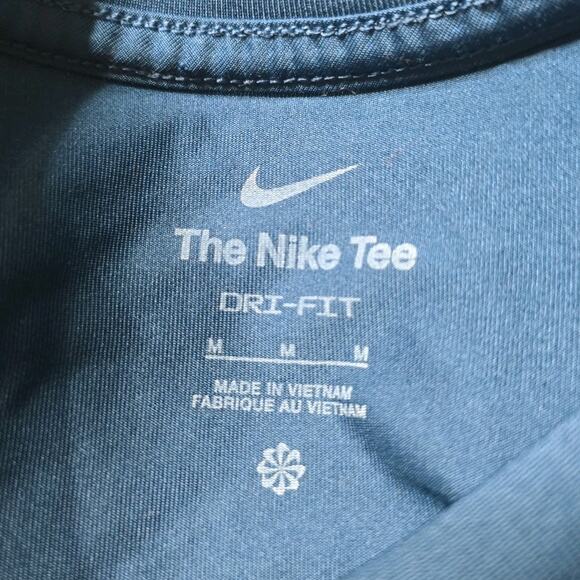 The Nike Tee
DRI-FIT
M M M
MADE IN VIETNAM
FABRIQUE AU VIETNAM